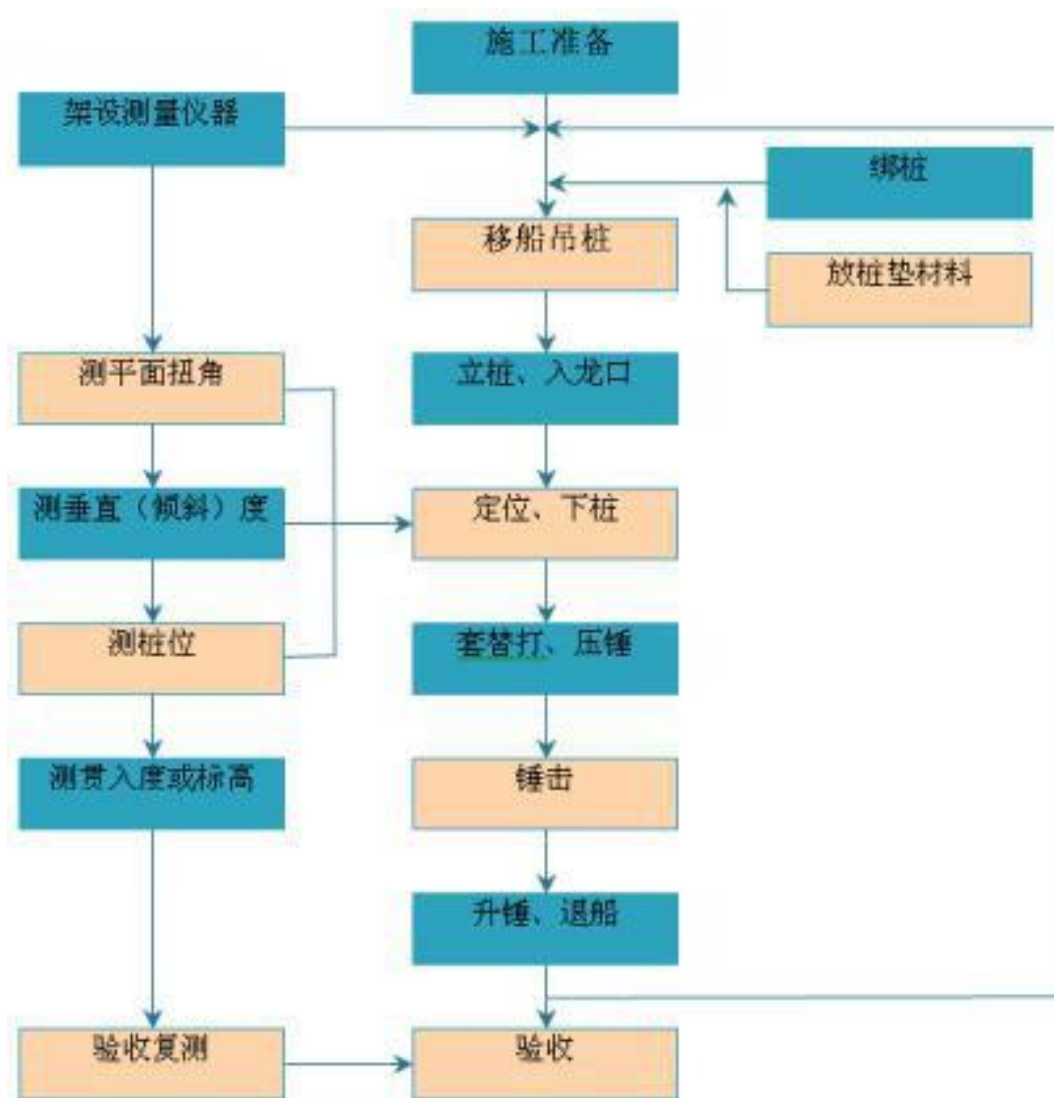 施工准备
架设测量仪器
绑桩
移船吊桩
放桩垫材料
测平面扭角
立桩、入龙口
测垂直（倾斜）度
定位、下桩
测桩位
套替打、压锤
测贯入度或标高
锤击
升锤、退船
验收复测
验收